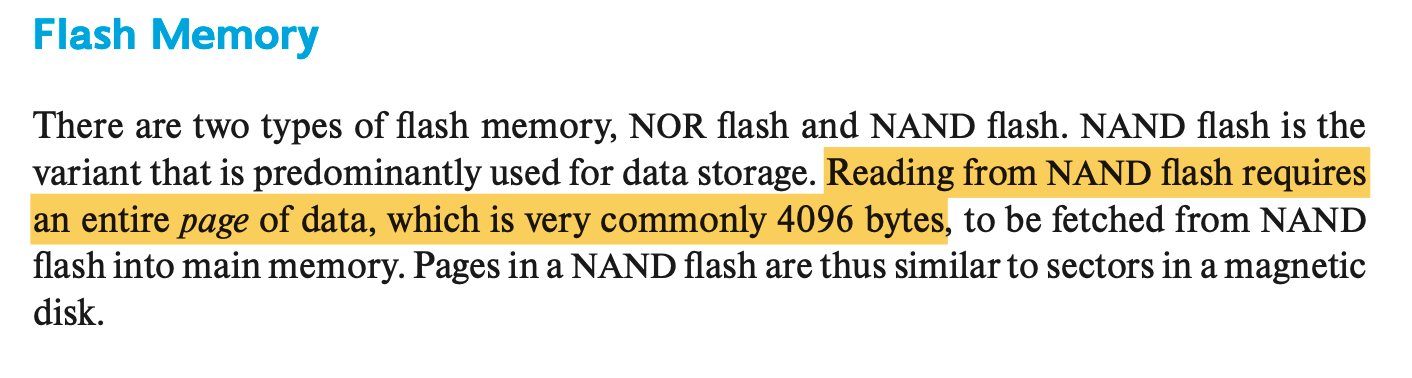 Flash Memory
There are two types of flash memory, NOR flash and NAND flash. NAND flash is the
variant that is predominantly used for data storage. Reading from NAND flash requires
an entire page of data, which is very commonly 4096 bytes, to be fetched from NAND
flash into main memory. Pages in a NAND flash are thus similar to sectors in a magnetic
disk.